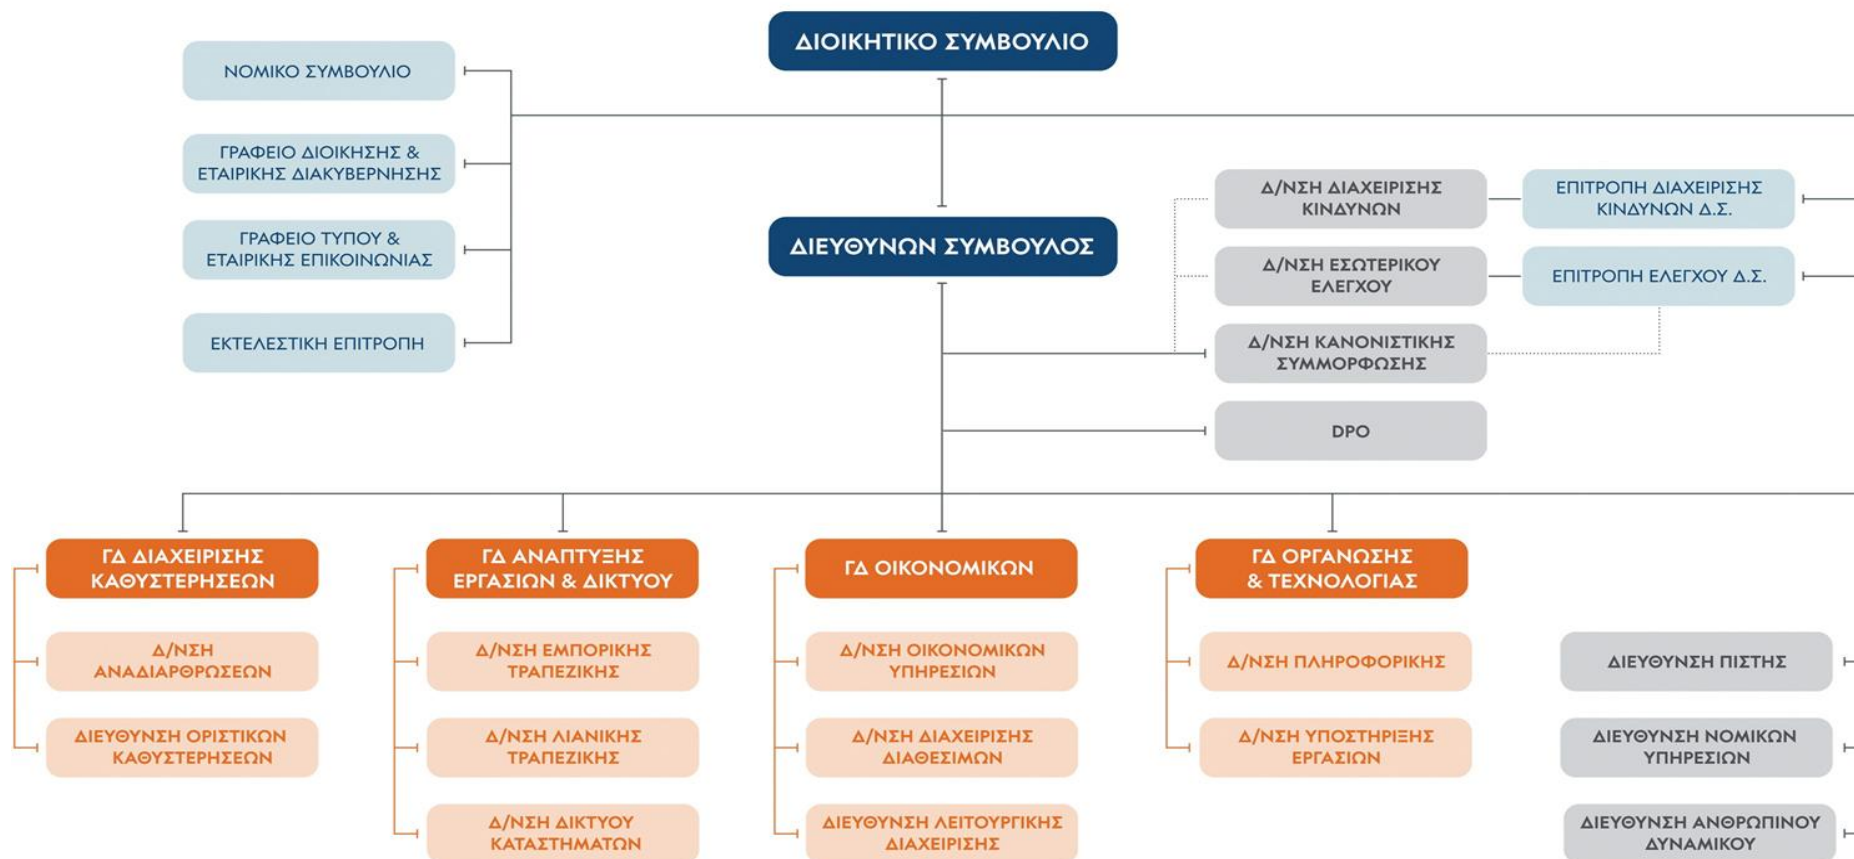 ΔΙΟΙΚΗΤΙΚΟ ΣΥΜΒΟΥΛΙΟ
ΝΟΜΙΚΟ ΣΥΜΒΟΥΛΙΟ
ΓΡΑΦΕΙΟ ΔΙΟΙΚΗΣΗΣ &
ΕΤΑΙΡΙΚΗΣ ΔΙΑΚΥΒΕΡΝΗΣΗΣ
ΓΡΑΦΕΙΟ ΤΥΠΟΥ &
ΕΤΑΙΡΙΚΗΣ ΕΠΙΚΟΙΝΩΝΙΑΣ
ΕΚΤΕΛΕΣΤΙΚΗ ΕΠΙΤΡΟΠΗ
ΔΙΕΥΘΥΝΩΝ ΣΥΜΒΟΥΛΟΣ
Δ/ΝΣΗ ΔΙΑΧΕΙΡΙΣΗΣ
ΚΙΝΔΥΝΩΝ
ΕΠΙΤΡΟΠΗ ΔΙΑΧΕΙΡΙΣΗΣ
ΚΙΝΔΥΝΩΝ Δ.Σ.
Δ/ΝΣΗ ΕΣΩΤΕΡΙΚΟΥ
ΕΛΕΓΧΟΥ
ΕΠΙΤΡΟΠΗ ΕΛΕΓΧΟΥ Δ.Σ.
Δ/ΝΣΗ ΚΑΝΟΝΙΣΤΙΚΗΣ
ΣΥΜΜΟΡΦΩΣΗΣ
DPO
ΓΔ ΔΙΑΧΕΙΡΙΣΗΣ
ΚΑΘΥΣΤΕΡΗΣΕΩΝ
Δ/ΝΣΗ
ΑΝΑΔΙΑΡΘΡΩΣΕΩΝ
ΔΙΕΥΘΥΝΣΗ ΟΡΙΣΤΙΚΩΝ
ΚΑΘΥΣΤΕΡΗΣΕΩΝ
ΓΔ ΑΝΑΠΤΥΞΗΣ
ΕΡΓΑΣΙΩΝ & ΔΙΚΤΥΟΥ
Δ/ΝΣΗ ΕΜΠΟΡΙΚΗΣ
ΤΡΑΠΕΖΙΚΗΣ
Δ/ΝΣΗ ΛΙΑΝΙΚΗΣ
ΤΡΑΠΕΖΙΚΗΣ
Δ/ΝΣΗ ΔΙΚΤΥΟΥ
ΚΑΤΑΣΤΗΜΑΤΩΝ
ΓΔ ΟΙΚΟΝΟΜΙΚΩΝ
Δ/ΝΣΗ ΟΙΚΟΝΟΜΙΚΩΝ
ΥΠΗΡΕΣΙΩΝ
Δ/ΝΣΗ ΔΙΑΧΕΙΡΙΣΗΣ
ΔΙΑΘΕΣΙΜΩΝ
ΔΙΕΥΘΥΝΣΗ ΛΕΙΤΟΥΡΓΙΚΗΣ
ΔΙΑΧΕΙΡΙΣΗΣ
ΓΔ ΟΡΓΑΝΩΣΗΣ
& ΤΕΧΝΟΛΟΓΙΑΣ
Δ/ΝΣΗ ΠΛΗΡΟΦΟΡΙΚΗΣ
Δ/ΝΣΗ ΥΠΟΣΤΗΡΙΞΗΣ
ΕΡΓΑΣΙΩΝ
ΔΙΕΥΘΥΝΣΗ ΠΙΣΤΗΣ
ΔΙΕΥΘΥΝΣΗ ΝΟΜΙΚΩΝ
ΥΠΗΡΕΣΙΩΝ
ΔΙΕΥΘΥΝΣΗ ΑΝΘΡΩΠΙΝΟΥ
ΔΥΝΑΜΙΚΟΥ